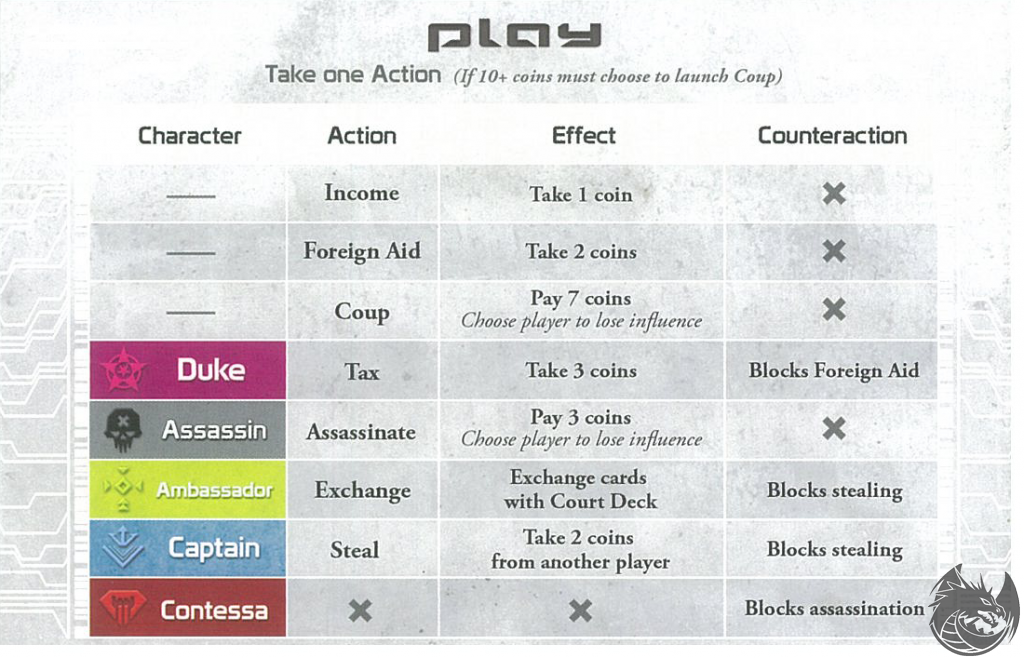 play
Take one Action (If 10+ coins must choose to launch Coup)
Character Action Effect Counteraction
— Income Take 1 coin ✖
— Foreign Aid Take 2 coins ✖
— Coup Pay 7 coins
Choose player to lose influence ✖
Duke Tax Take 3 coins Blocks Foreign Aid
Assassin Assassinate Pay 3 coins
Choose player to lose influence ✖
Ambassador Exchange Exchange cards
with Court Deck Blocks stealing
Captain Steal Take 2 coins
from another player Blocks stealing
Contessa ✖ ✖ Blocks assassination